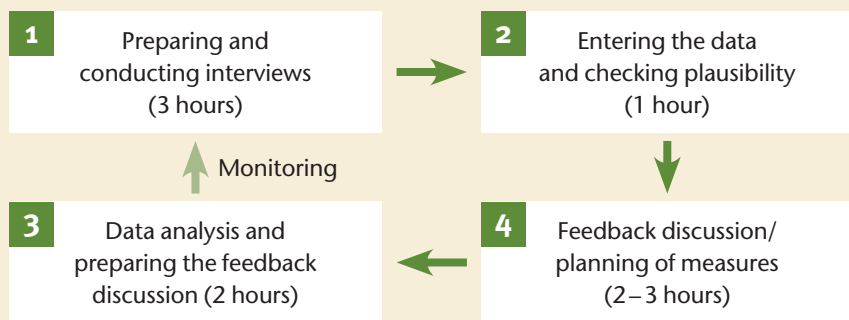 1
Preparing and
conducting interviews
(3 hours)
2
Entering the data
and checking plausibility
(1 hour)
Monitoring
3
Data analysis and
preparing the feedback
discussion (2 hours)
4
Feedback discussion/
planning of measures
(2–3 hours)